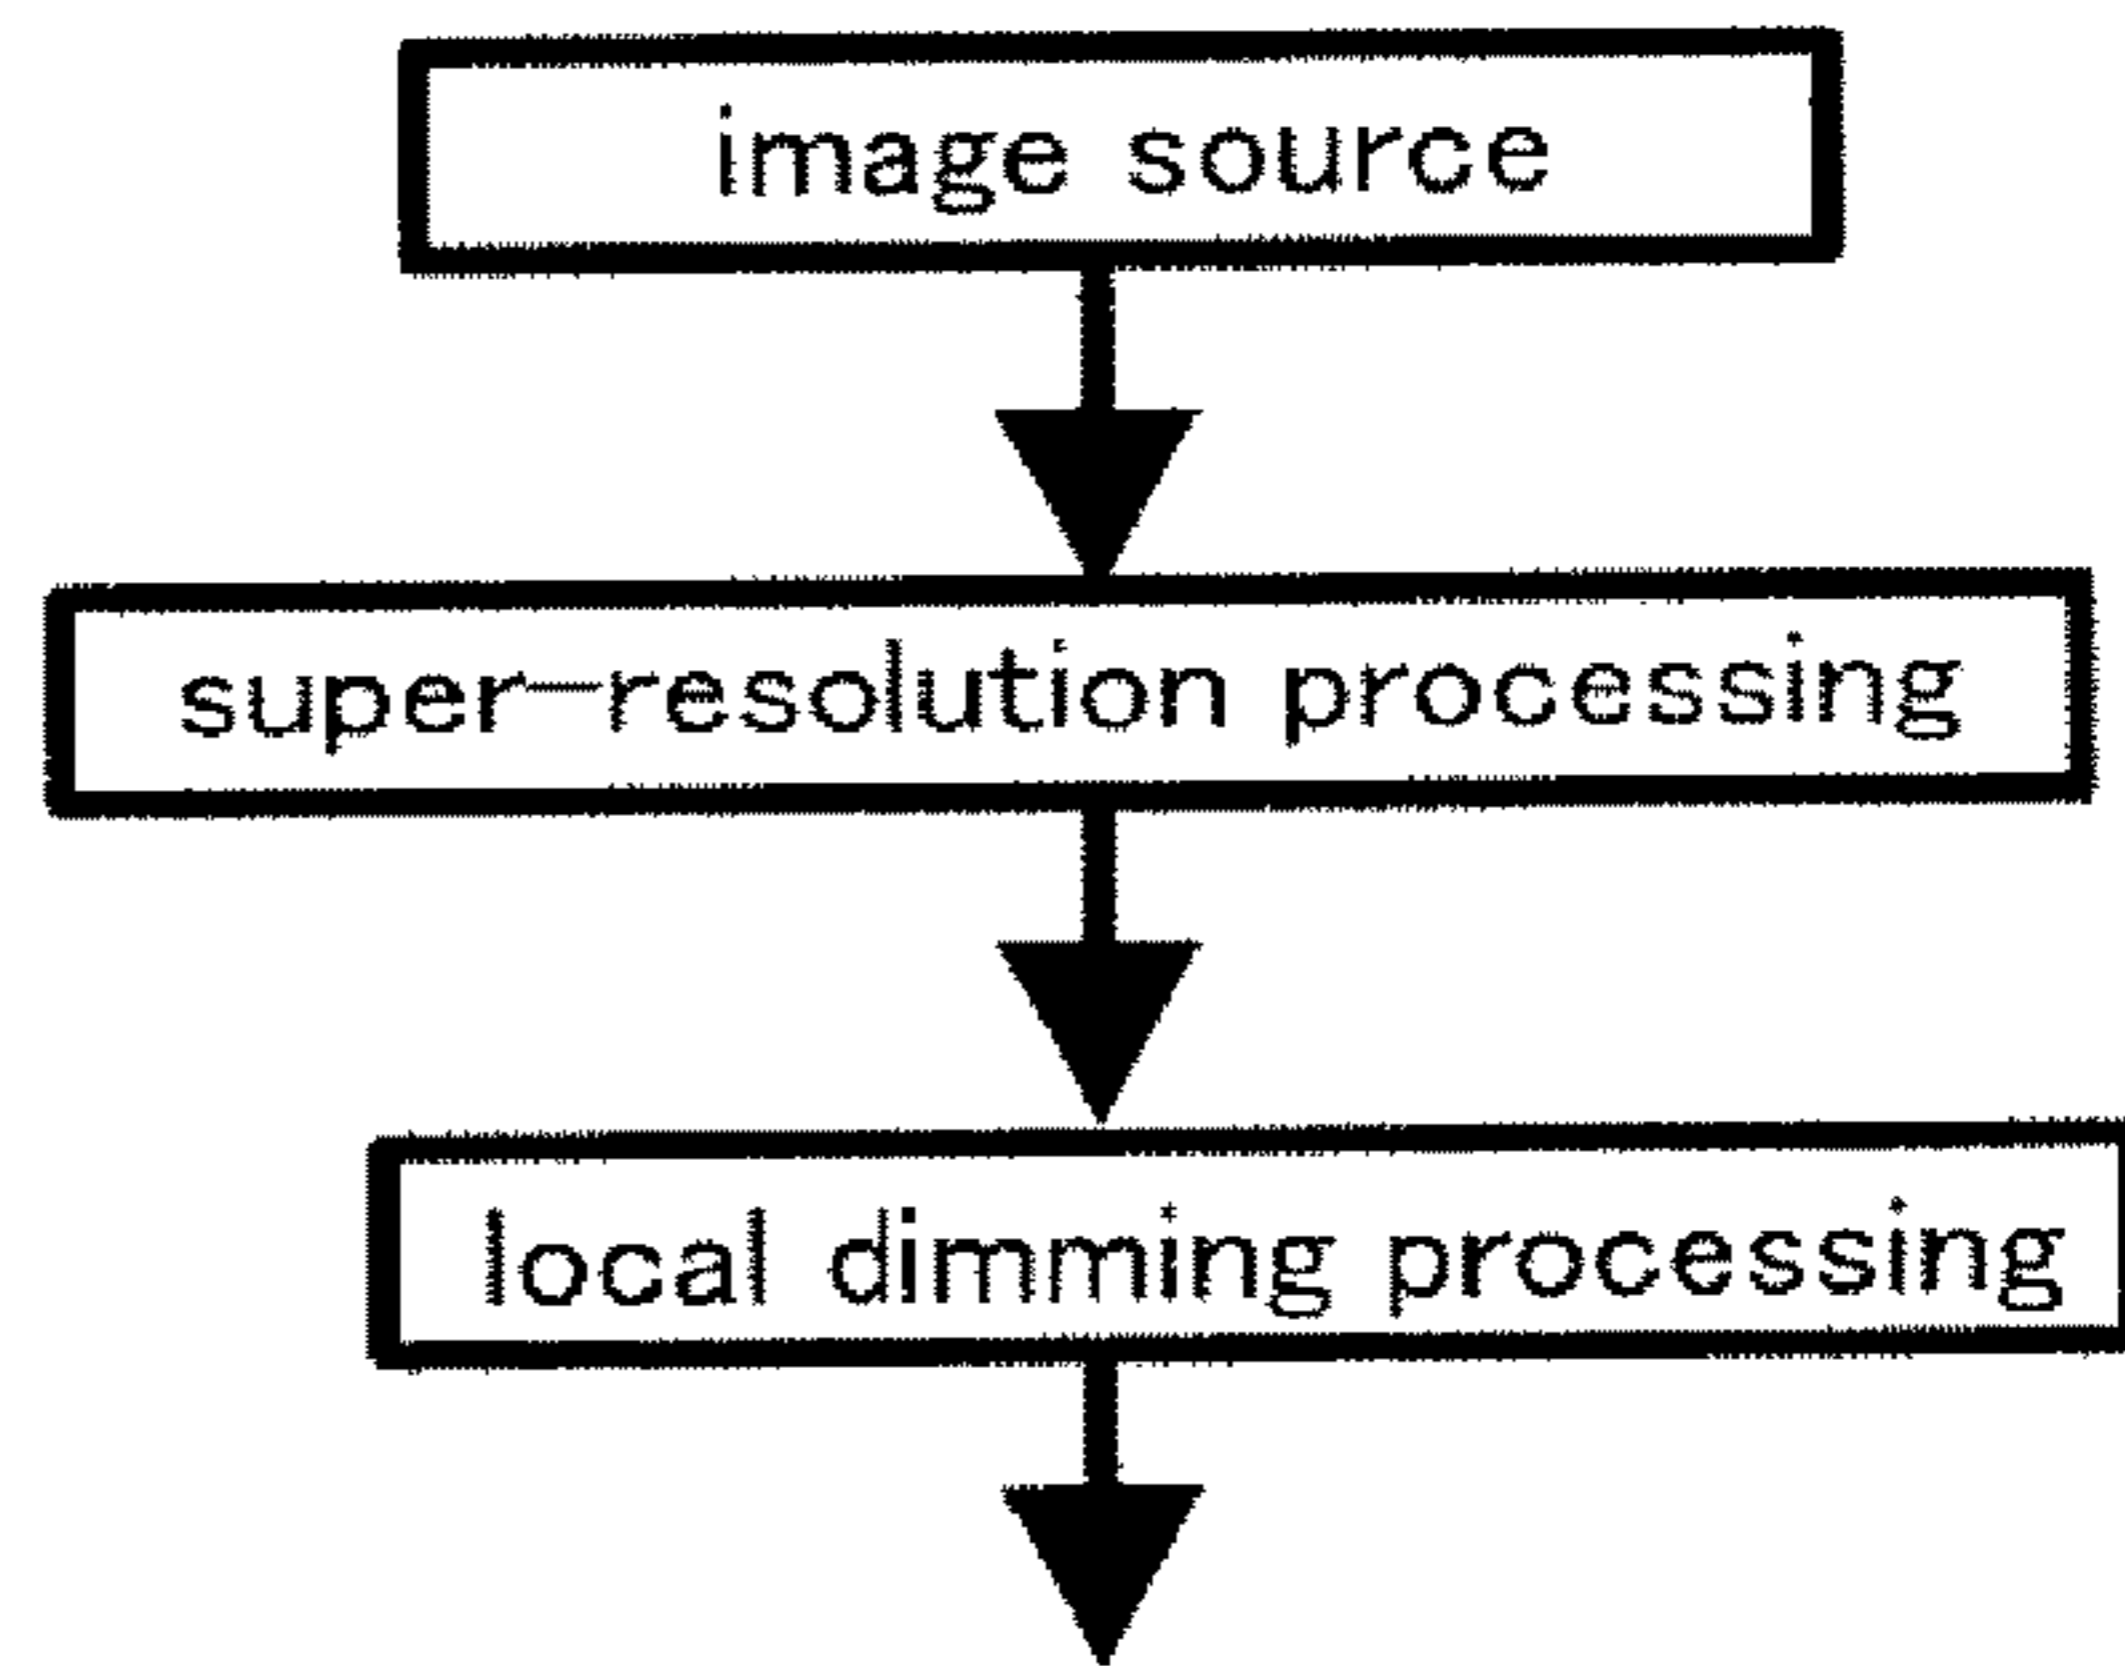 image source
super-resolution processing
local dimming processing